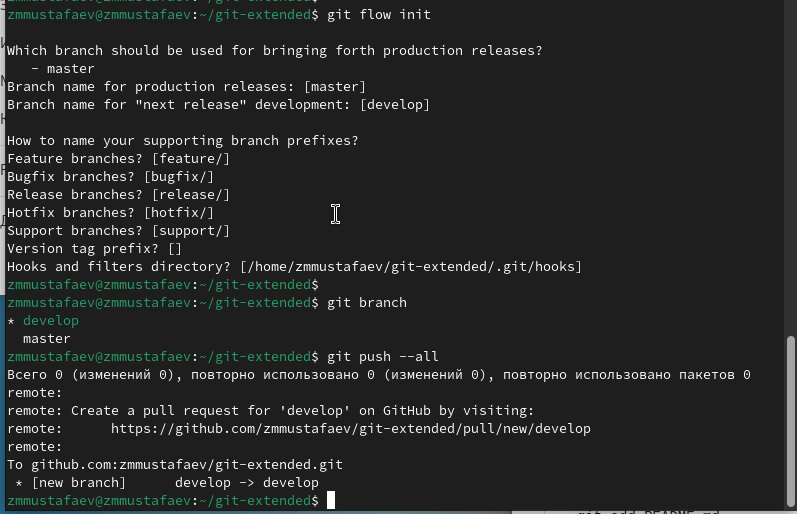 zmmustafaev@zmmustafaev:~/git-extended$ git flow init

Which branch should be used for bringing forth production releases?
   - master
Branch name for production releases: [master]
Branch name for "next release" development: [develop]

How to name your supporting branch prefixes?
Feature branches? [feature/]
Bugfix branches? [bugfix/]
Release branches? [release/]
Hotfix branches? [hotfix/]
Support branches? [support/]
Version tag prefix? []
Hooks and filters directory? [/home/zmmustafaev/git-extended/.git/hooks]
zmmustafaev@zmmustafaev:~/git-extended$
zmmustafaev@zmmustafaev:~/git-extended$ git branch
* develop
  master
zmmustafaev@zmmustafaev:~/git-extended$ git push --all
Всего 0 (изменений 0), повторно использовано 0 (изменений 0), повторно использовано пакетов 0
remote:
remote: Create a pull request for 'develop' on GitHub by visiting:
remote:      https://github.com/zmmustafaev/git-extended/pull/new/develop
remote:
To github.com:zmmustafaev/git-extended.git
 * [new branch]      develop -> develop
zmmustafaev@zmmustafaev:~/git-extended$